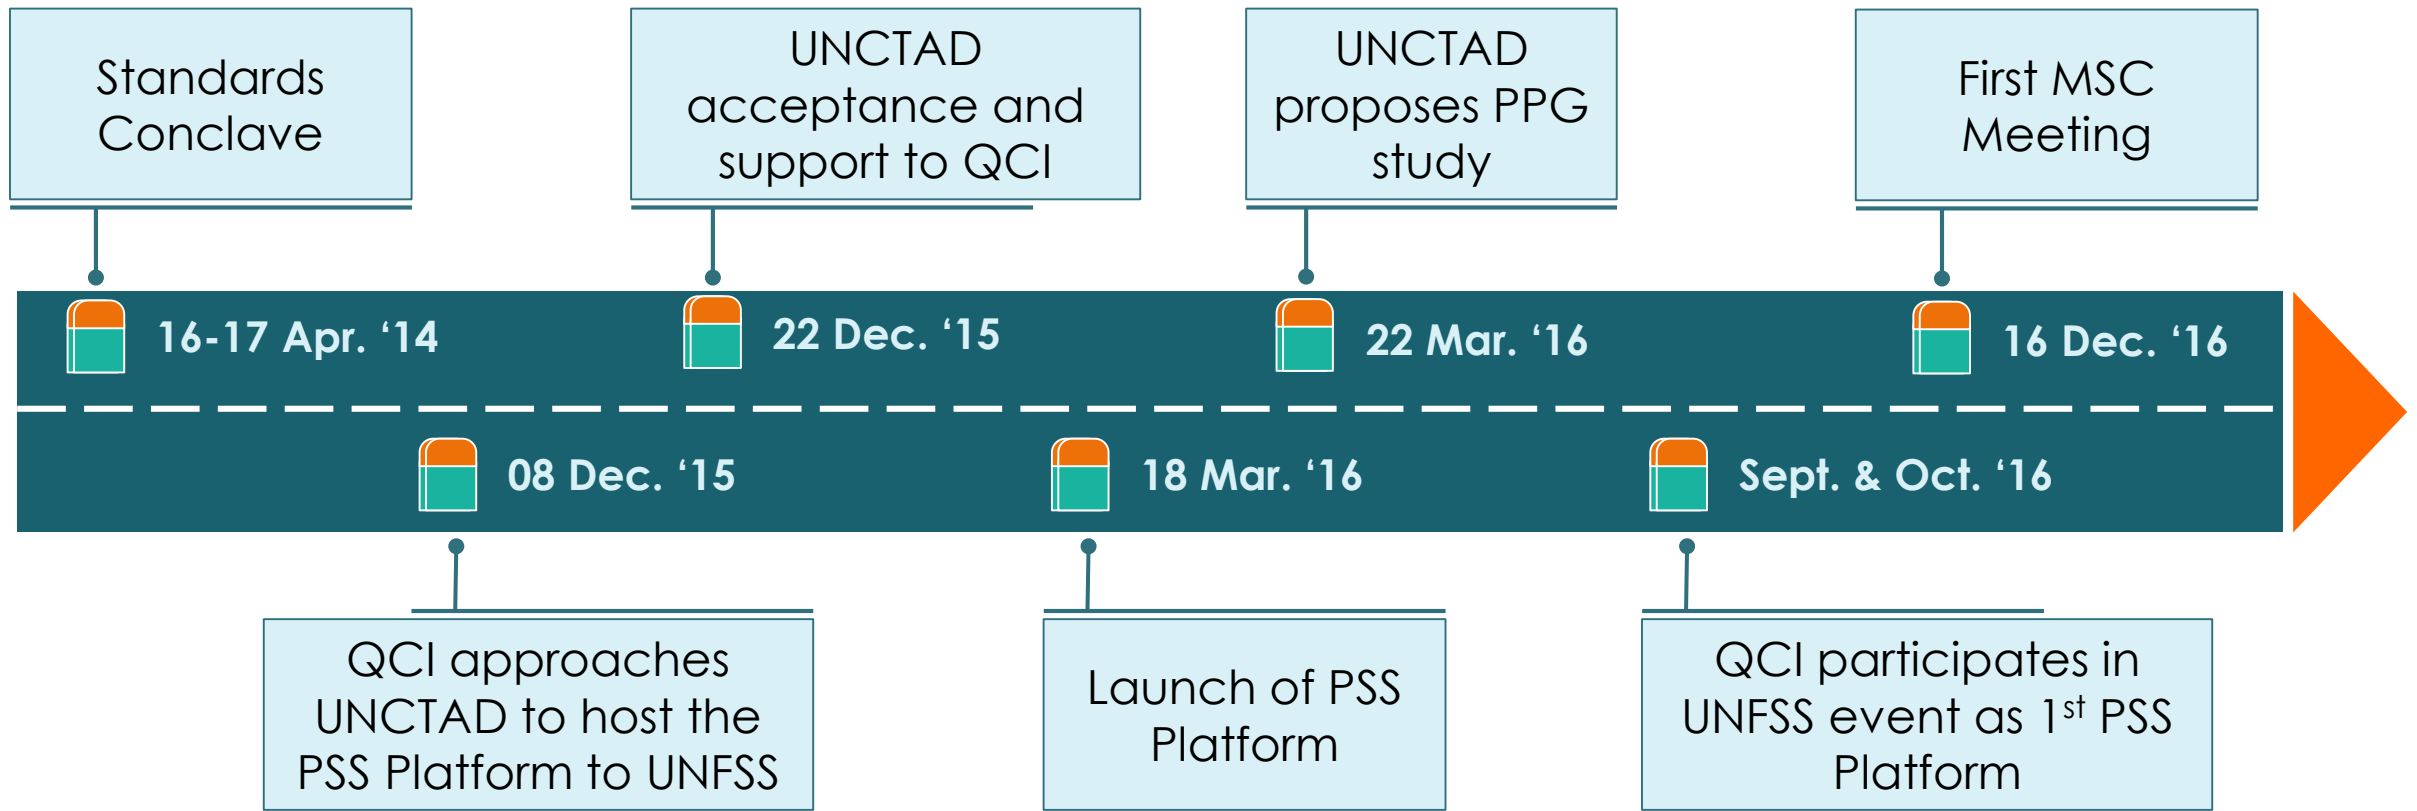 Standards
Conclave
UNCTAD
acceptance and
support to QCI
UNCTAD
proposes PPG
study
First MSC
Meeting
16-17 Apr. ‘14
22 Dec. ‘15
22 Mar. ‘16
16 Dec. ‘16
08 Dec. ‘15
18 Mar. ‘16
Sept. & Oct. ‘16
QCI approaches
UNCTAD to host the
PSS Platform to UNFSS
Launch of PSS
Platform
QCI participates in
UNFSS event as 1st PSS
Platform